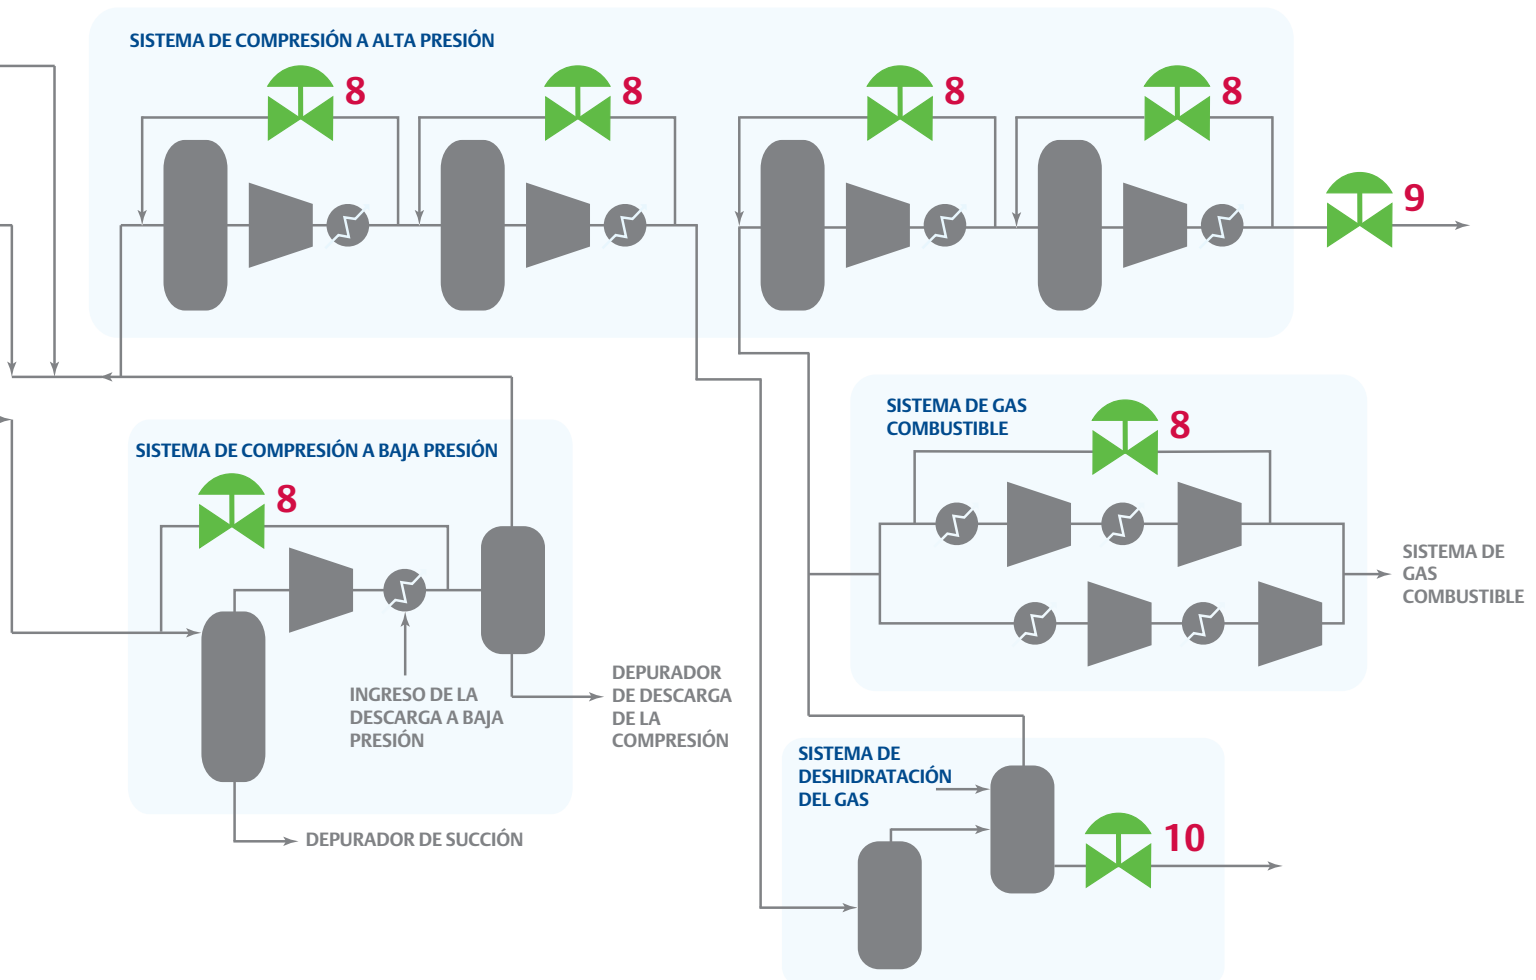 SISTEMA DE COMPRESIÓN A ALTA PRESIÓN
8
8
8
8
9
SISTEMA DE COMPRESIÓN A BAJA PRESIÓN
8
INGRESO DE LA
DESCARGA A BAJA
PRESIÓN
DEPURADOR
DE DESCARGA
DE LA
COMPRESIÓN
DEPURADOR DE SUCCIÓN
SISTEMA DE GAS
COMBUSTIBLE
8
SISTEMA DE
GAS
COMBUSTIBLE
SISTEMA DE
DESHIDRATACIÓN
DEL GAS
10